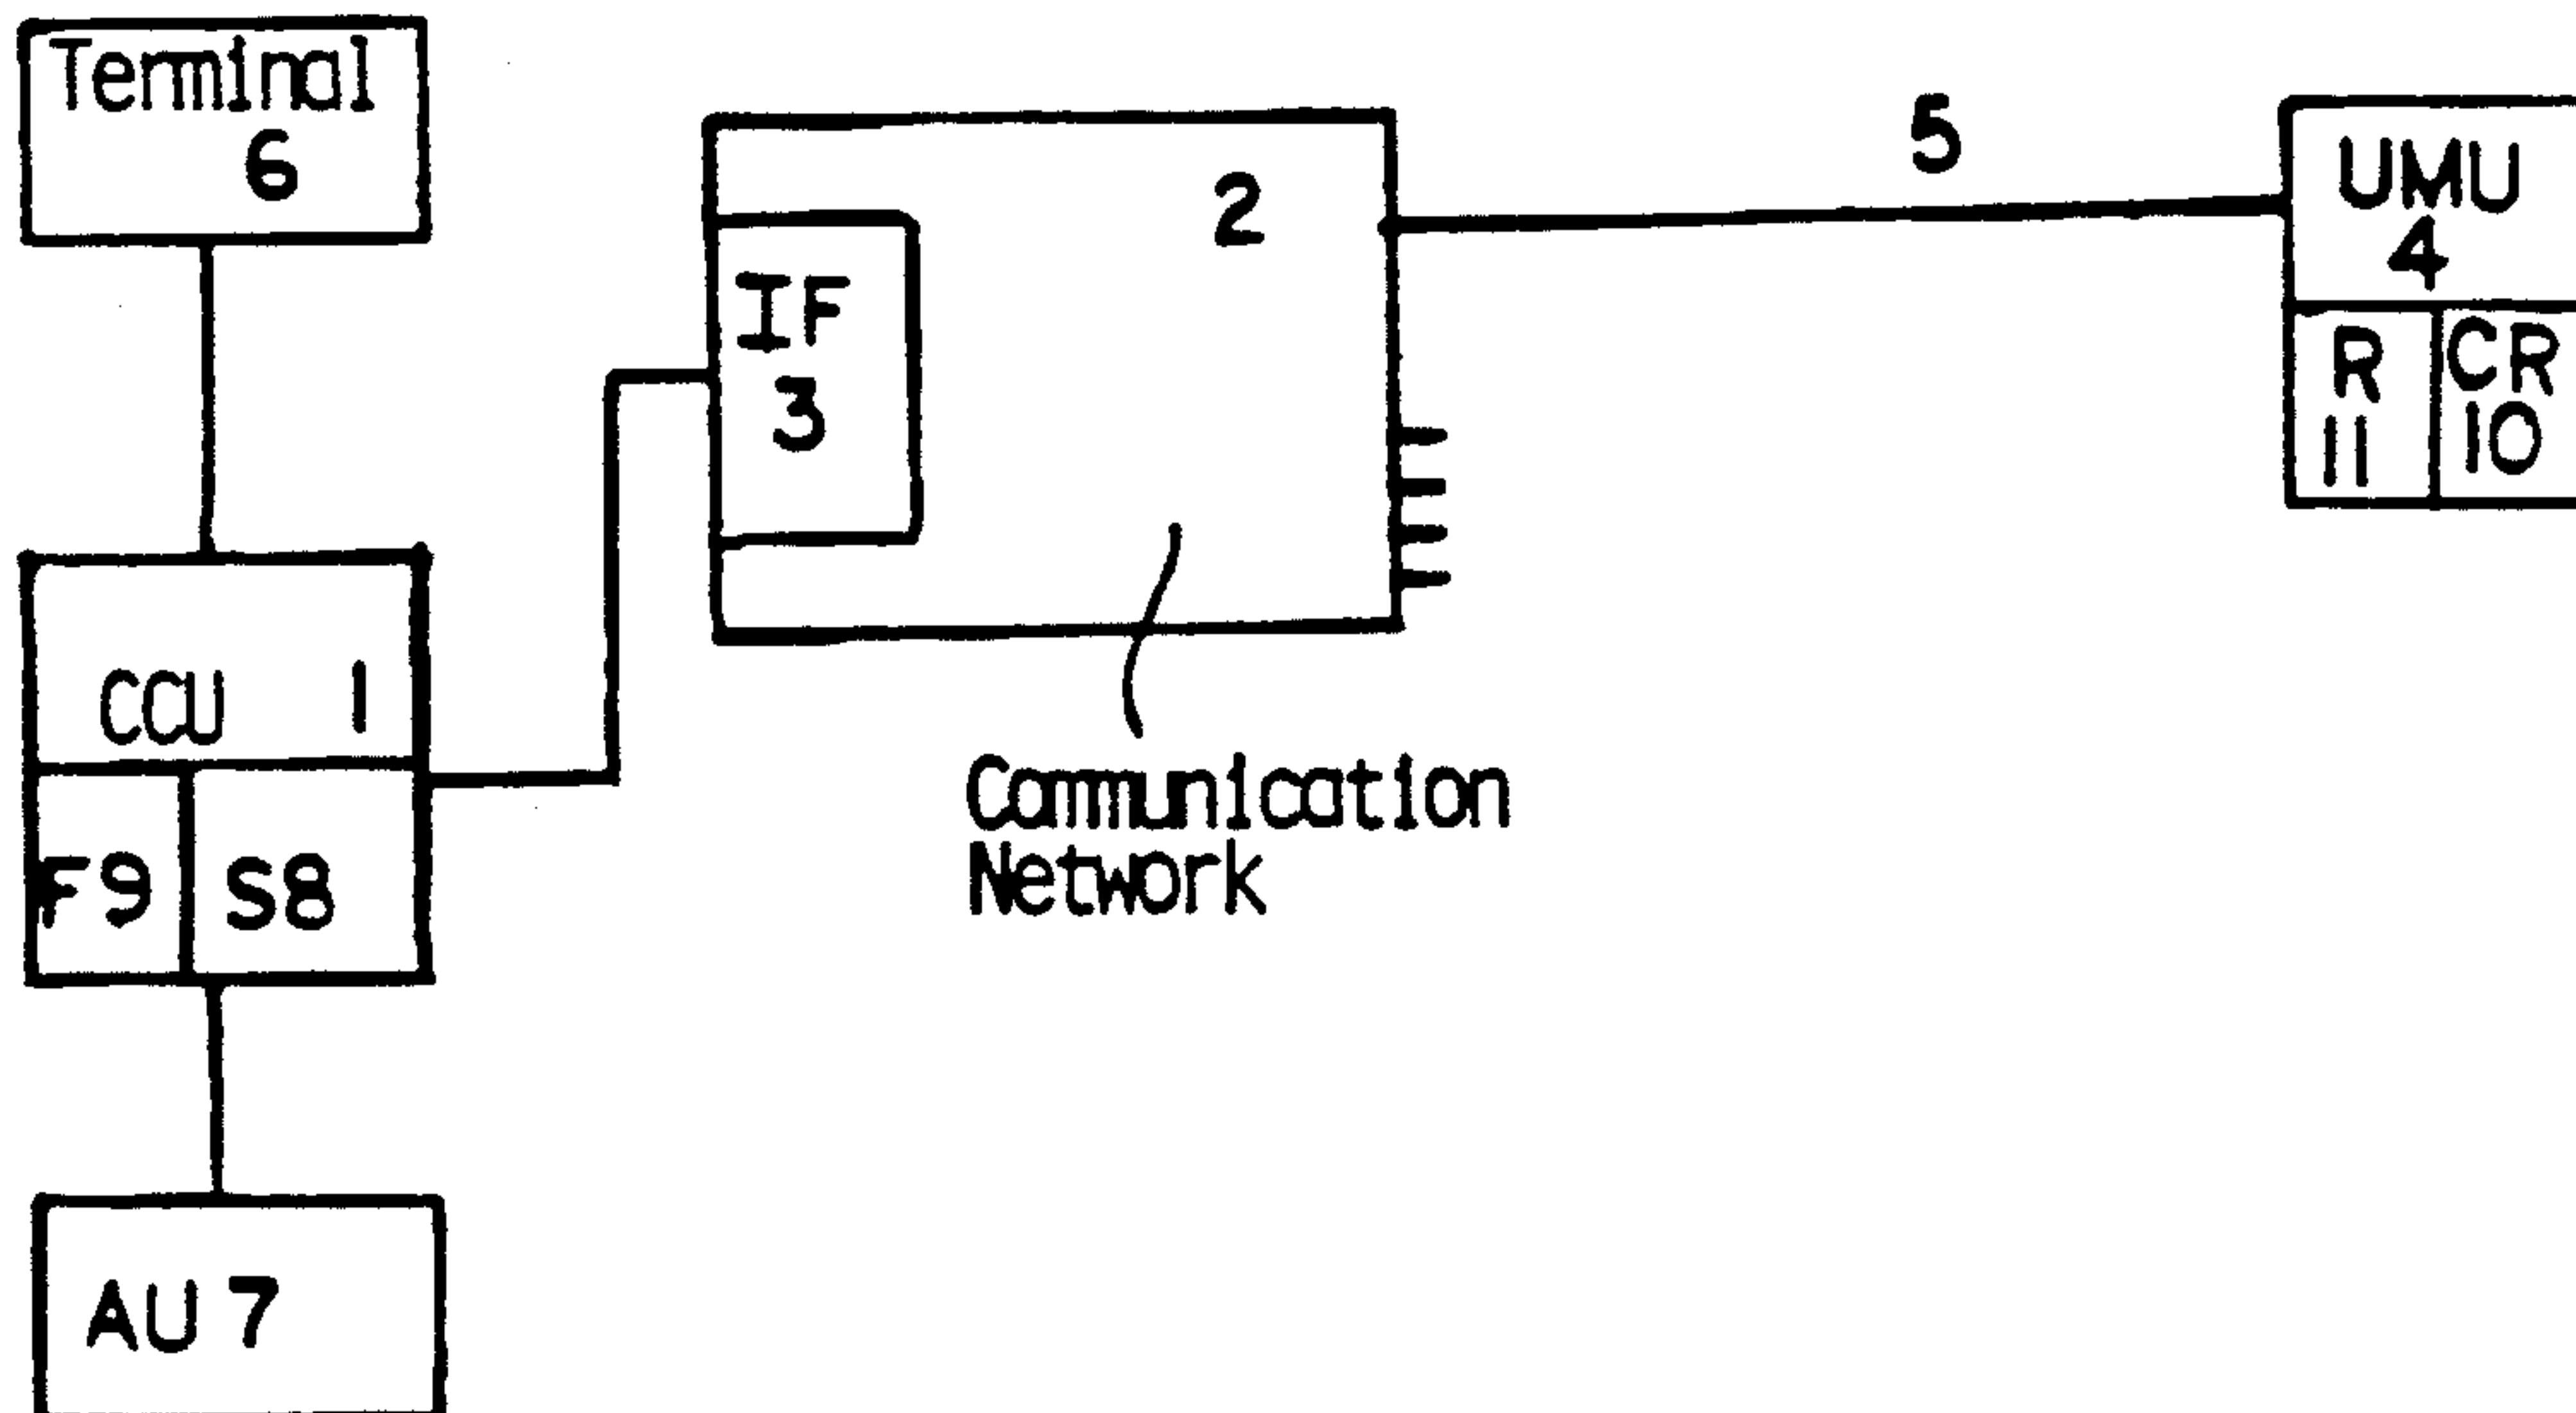 Terminal
6
CCU 1
F9 S8
AU 7
IF
3
2
Communication
Network
5
UMU
4
R
11
CR
10